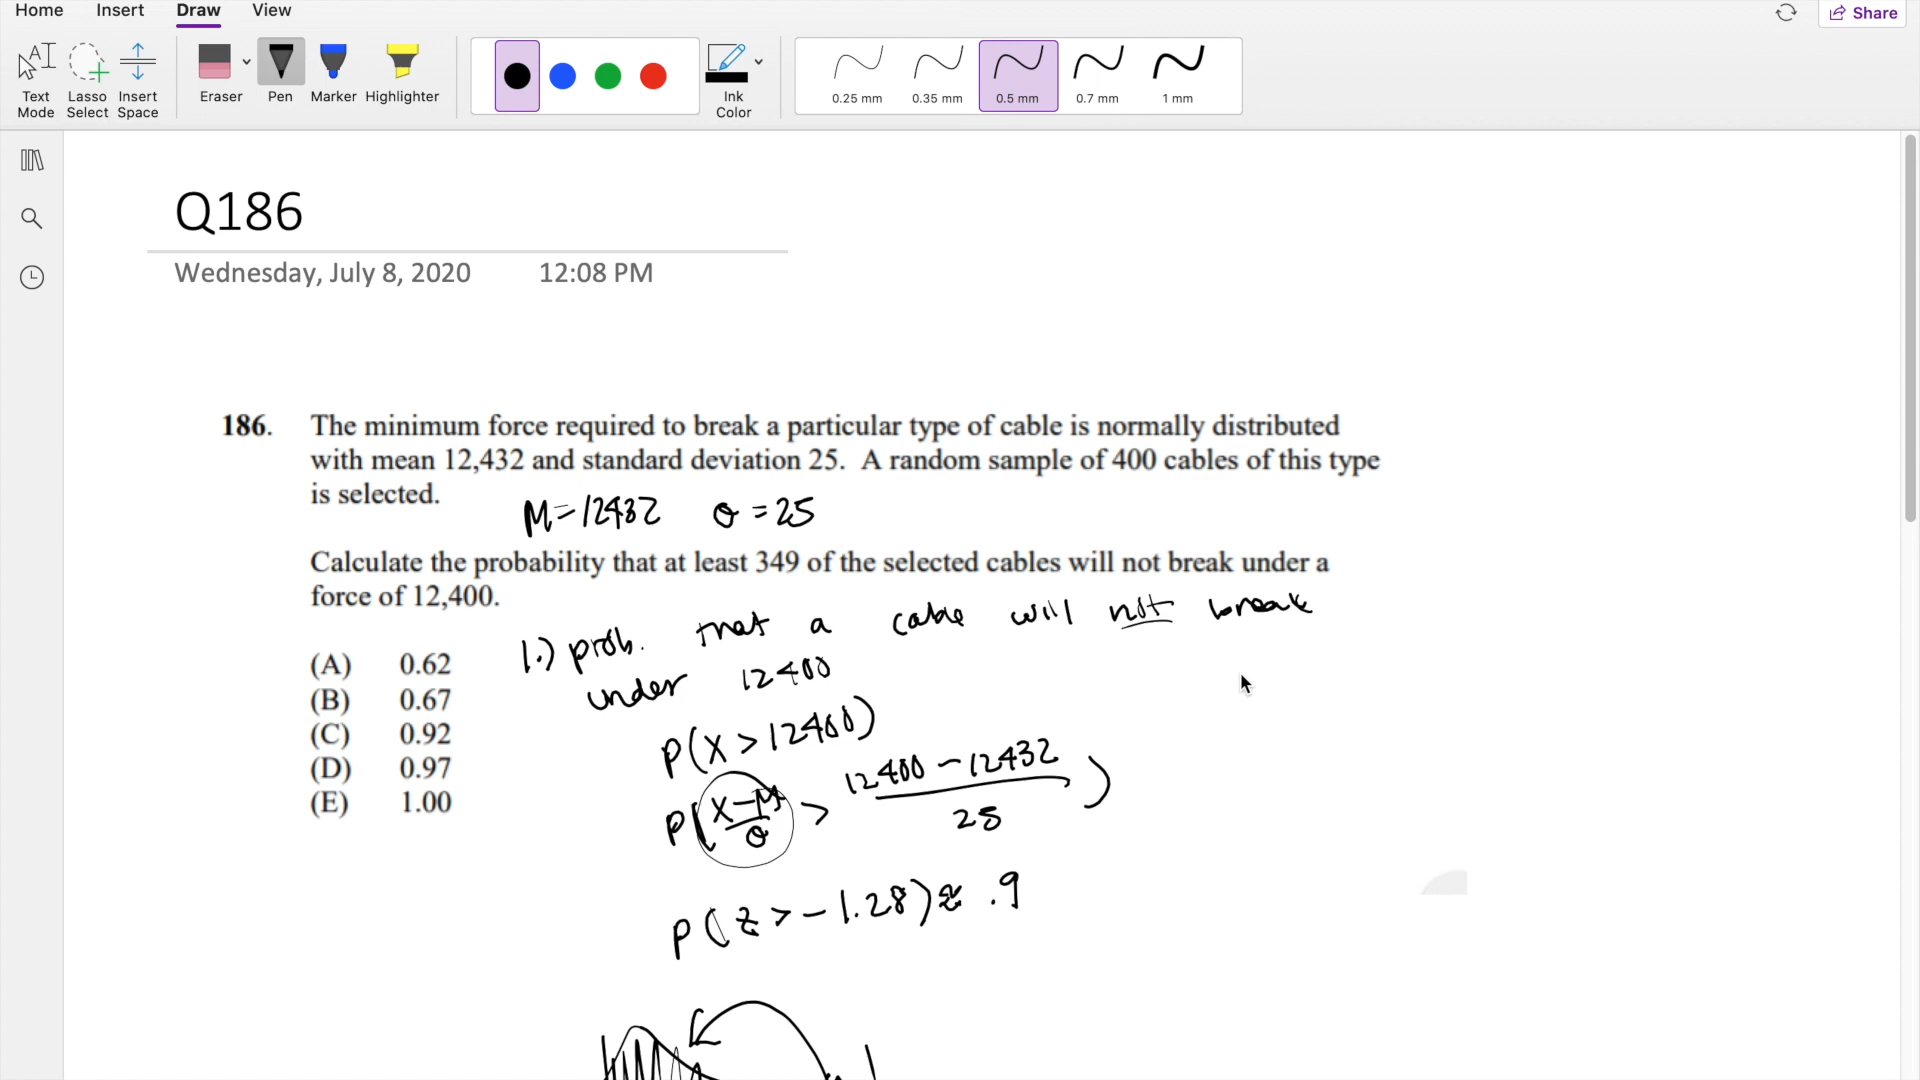 Home Insert Draw View
Share
Text Mode
Lasso Select
Insert Space
Eraser
Pen
Marker
Highlighter
Ink Color
0.25 mm
0.35 mm
0.5 mm
0.7 mm
1 mm
Q186
Wednesday, July 8, 2020 12:08 PM
186. The minimum force required to break a particular type of cable is normally distributed
with mean 12,432 and standard deviation 25. A random sample of 400 cables of this type
is selected.
M = 12432 σ = 25
Calculate the probability that at least 349 of the selected cables will not break under a
force of 12,400.
1.) prob. that a cable will not break
under 12400
(A) 0.62
(B) 0.67
(C) 0.92
(D) 0.97
(E) 1.00
P(X > 12400)
P(X-M/σ > 12400 - 12432/25)
P(Z > -1.28) ≈ .9